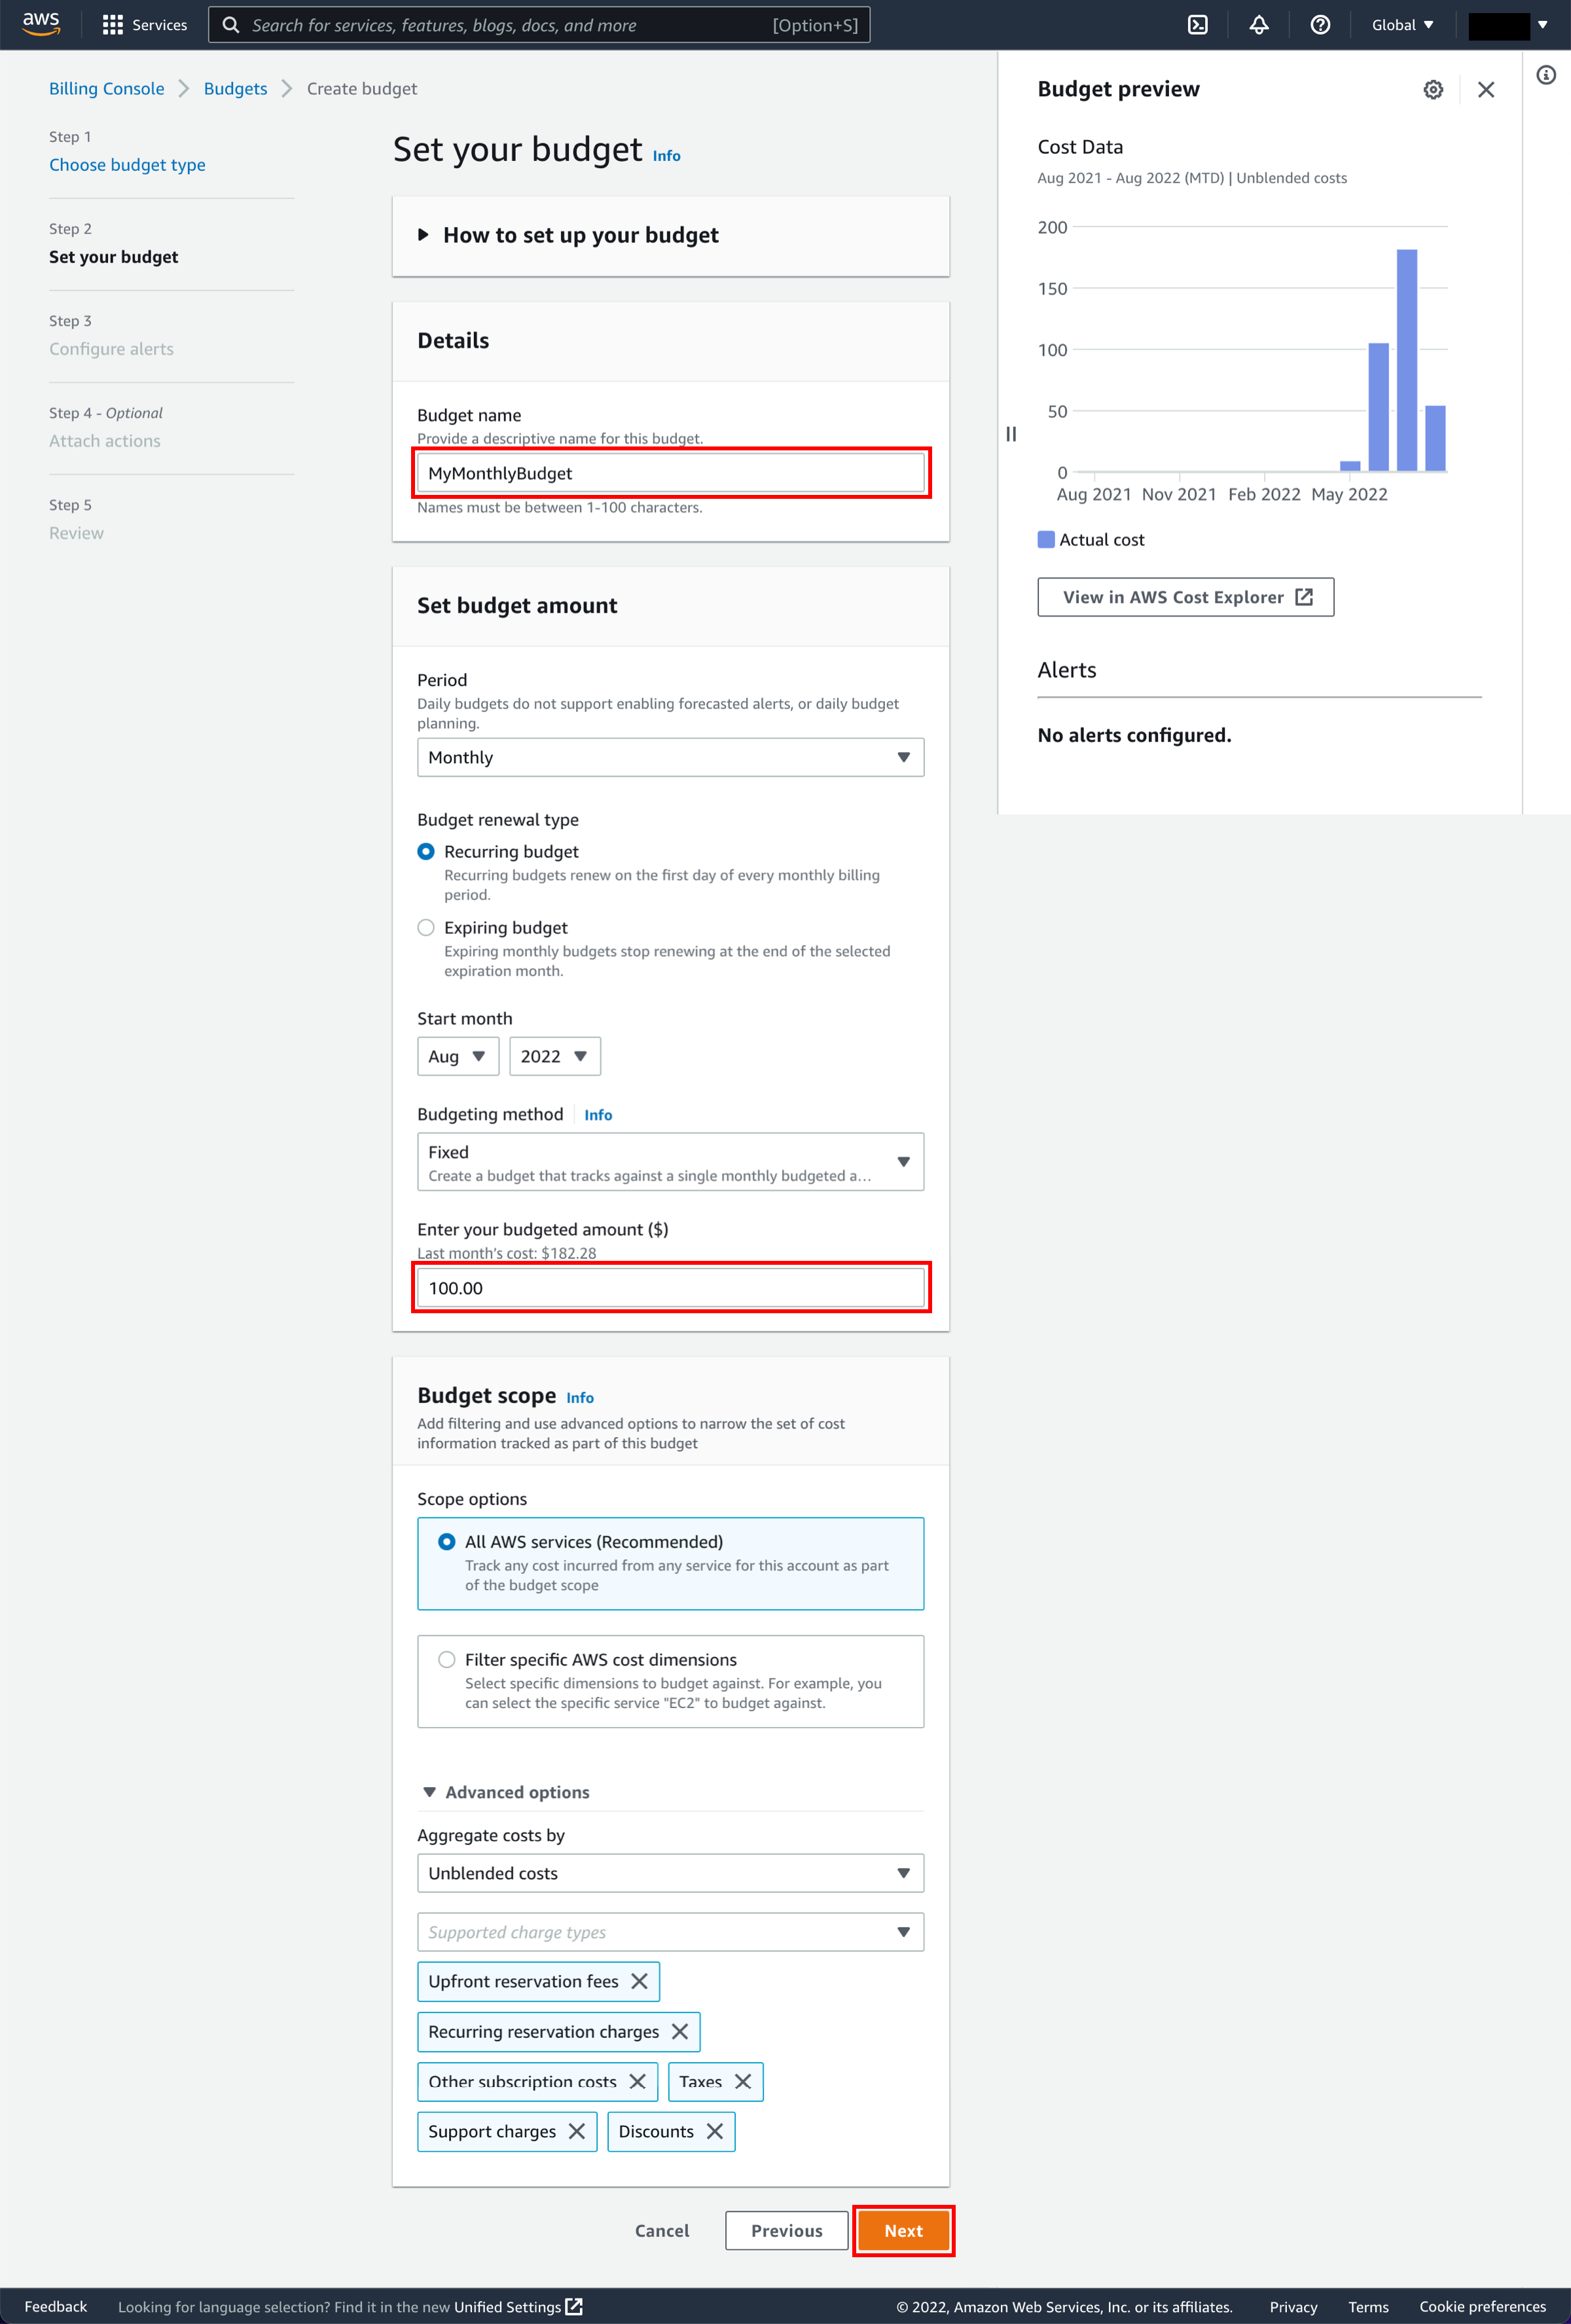 aws
Services
Search for services, features, blogs, docs, and more [Option+S]
Global
Billing Console
Budgets
Create budget
Step 1
Choose budget type
Step 2
Set your budget
Step 3
Configure alerts
Step 4 - Optional
Attach actions
Step 5
Review
Set your budget Info
How to set up your budget
Details
Budget name
Provide a descriptive name for this budget.
MyMonthlyBudget
Names must be between 1-100 characters.
Set budget amount
Period
Daily budgets do not support enabling forecasted alerts, or daily budget
planning.
Monthly
Budget renewal type
Recurring budget
Recurring budgets renew on the first day of every monthly billing
period.
Expiring budget
Expiring monthly budgets stop renewing at the end of the selected
expiration month.
Start month
Aug
2022
Budgeting method Info
Fixed
Create a budget that tracks against a single monthly budgeted a...
Enter your budgeted amount ($)
Last month's cost: $182.28
100.00
Budget scope Info
Add filtering and use advanced options to narrow the set of cost
information tracked as part of this budget
Scope options
All AWS services (Recommended)
Track any cost incurred from any service for this account as part
of the budget scope
Filter specific AWS cost dimensions
Select specific dimensions to budget against. For example, you
can select the specific service "EC2" to budget against.
Advanced options
Aggregate costs by
Unblended costs
Supported charge types
Upfront reservation fees
Recurring reservation charges
Other subscription costs
Taxes
Support charges
Discounts
Cancel
Previous
Next
Budget preview
Cost Data
Aug 2021 - Aug 2022 (MTD) | Unblended costs
200
150
100
50
0
Aug 2021 Nov 2021 Feb 2022 May 2022
Actual cost
View in AWS Cost Explorer
Alerts
No alerts configured.
Feedback
Looking for language selection? Find it in the new Unified Settings
© 2022, Amazon Web Services, Inc. or its affiliates.
Privacy
Terms
Cookie preferences